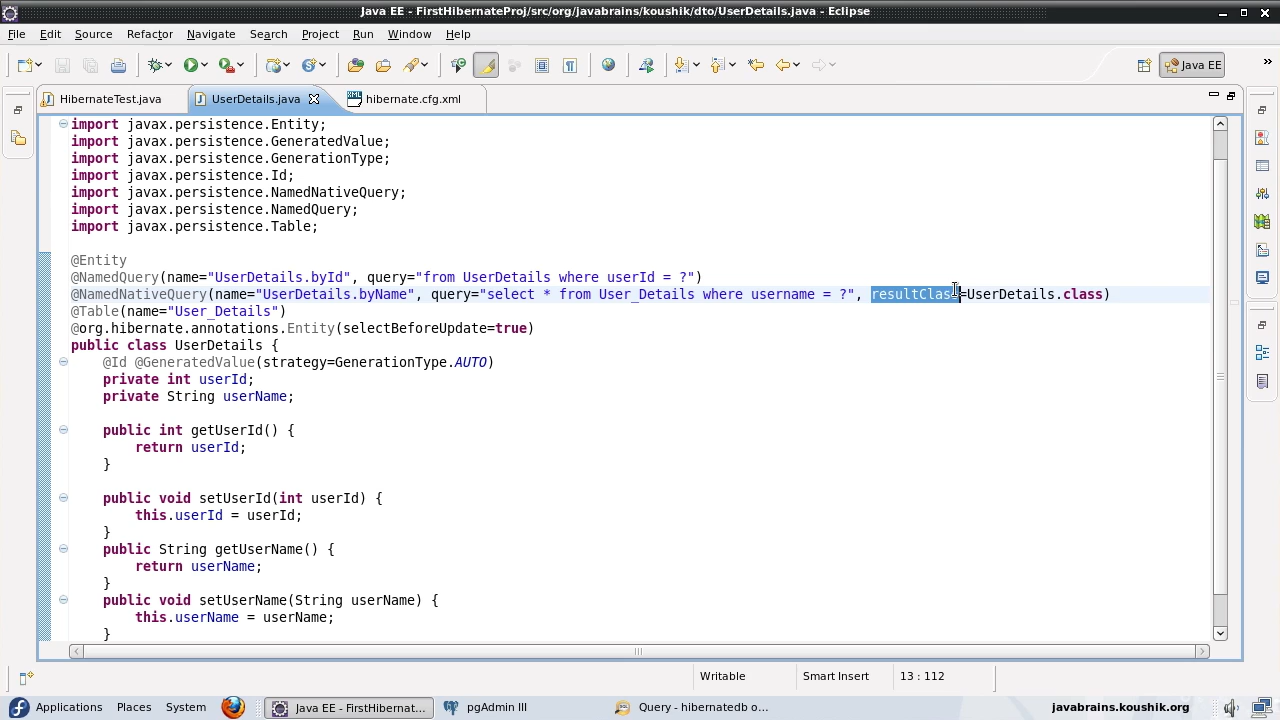 Java EE - FirstHibernateProj/src/org/javabrains/koushik/dto/UserDetails.java - Eclipse
File Edit Source Refactor Navigate Search Project Run Window Help
Java EE »
HibernateTest.java UserDetails.java hibernate.cfg.xml
import javax.persistence.Entity;
import javax.persistence.GeneratedValue;
import javax.persistence.GenerationType;
import javax.persistence.Id;
import javax.persistence.NamedNativeQuery;
import javax.persistence.NamedQuery;
import javax.persistence.Table;
@Entity
@NamedQuery(name="UserDetails.byId", query="from UserDetails where userId = ?")
@NamedNativeQuery(name="UserDetails.byName", query="select * from User_Details where username = ?", resultClass=UserDetails.class)
@Table(name="User_Details")
@org.hibernate.annotations.Entity(selectBeforeUpdate=true)
public class UserDetails {
@Id @GeneratedValue(strategy=GenerationType.AUTO)
private int userId;
private String userName;
public int getUserId() {
return userId;
}
public void setUserId(int userId) {
this.userId = userId;
}
public String getUserName() {
return userName;
}
public void setUserName(String userName) {
this.userName = userName;
}
Writable Smart Insert 13 : 112
Applications Places System Java EE - FirstHibernat... pgAdmin III Query - hibernatedb o... javabrains.koushik.org